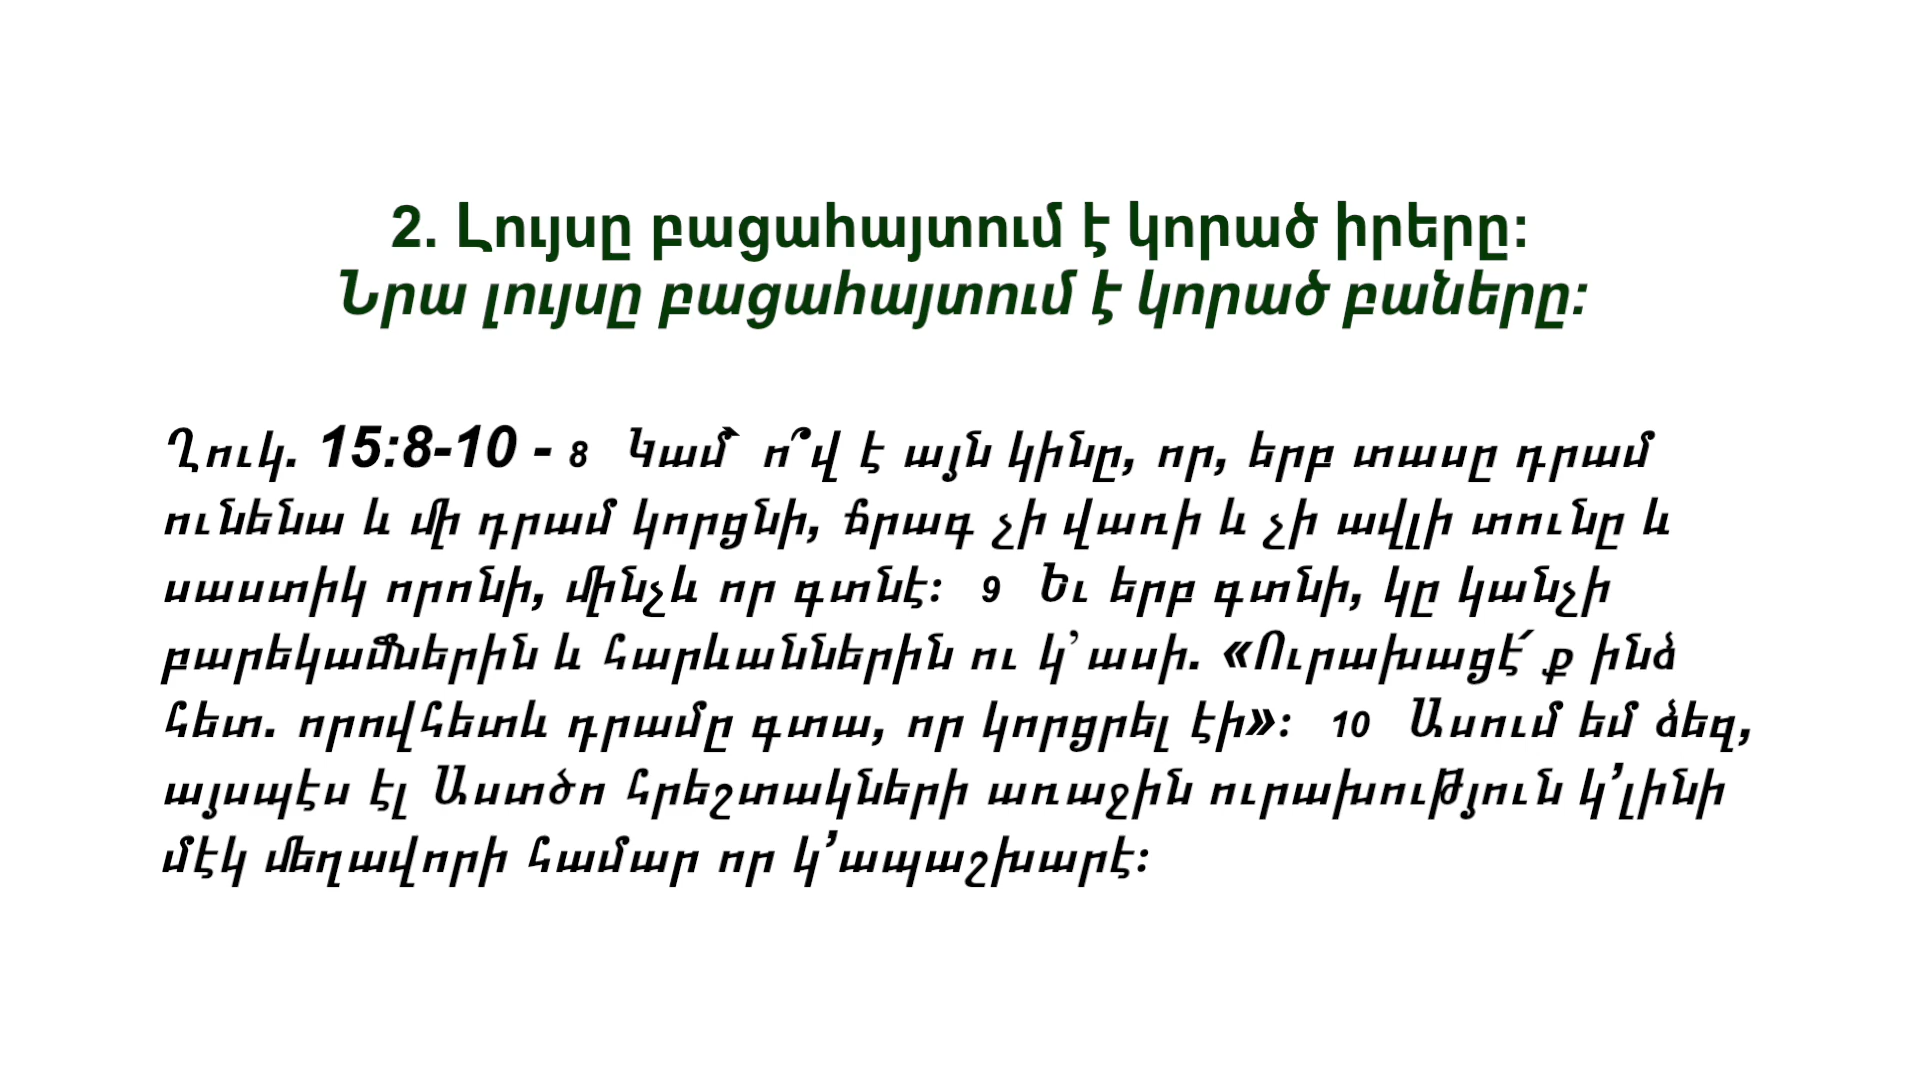 2. Լույսը բացահայտում է կորած իրերը։
Նրա լույսը բացահայտում է կորած բաները։
Ղուկ. 15:8-10 - 8 Կամ՝ ո՞վ է այն կինը, որ, երբ տասը դրամ
ունենա և մի դրամ կորցնի, ճրագ չի վառի և չի ավլի տունը և
սաստիկ որոնի, մինչև որ գտնէ։ 9 Եւ երբ գտնի, կը կանչի
բարեկամներին և հարևաններին ու կ՚ասի. «Ուրախացէ՛ք ինձ
հետ. որովհետև դրամը գտա, որ կորցրել էի»։ 10 Ասում եմ ձեզ,
այսպէս էլ Աստծո հրեշտակների առաջին ուրախություն կ’լինի
մէկ մեղավորի համար որ կ’ապաշխարէ։